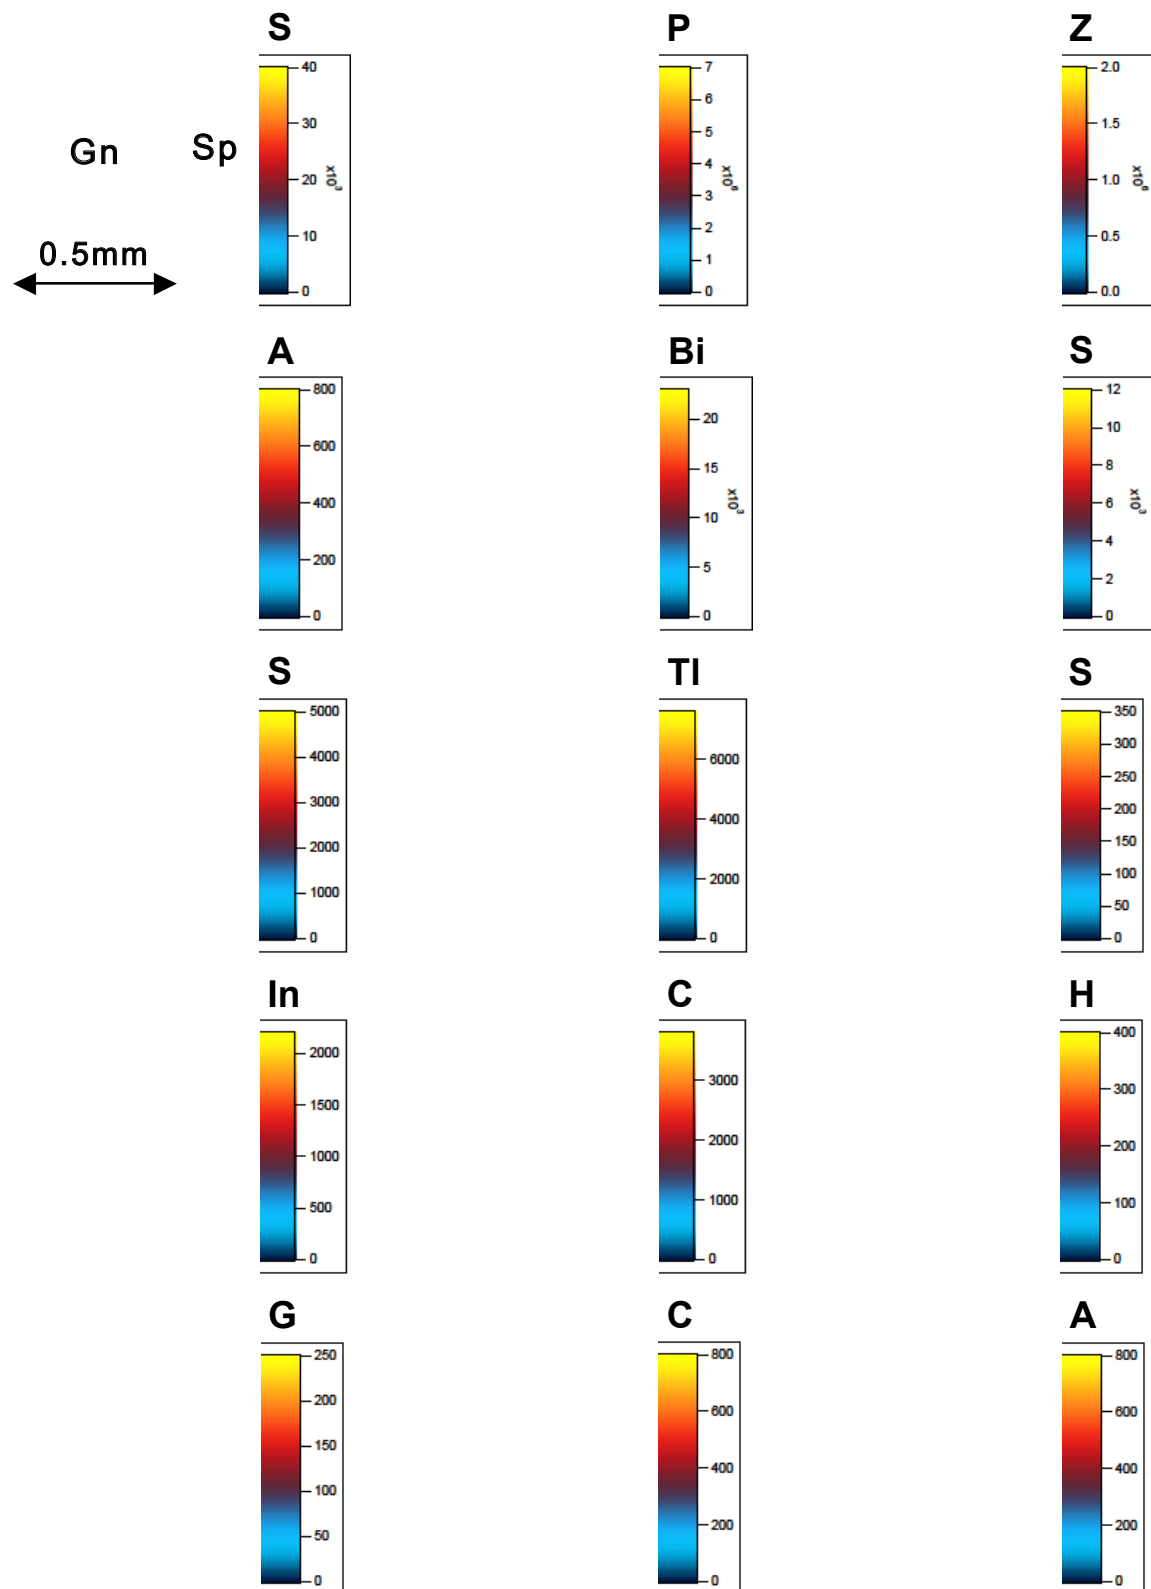 S P Z
40 7 2.0
6
30 5 1.5
Gn Sp
20 x10³ 4 x10⁶ 1.0 x10⁶
3
10 2 0.5
0.5mm
1
0 0 0.0
A Bi S
800 20 12
600 15 10
400 10 x10³ 8
200 5 6 x10³
0 0 4
2
0
S Tl S
5000 6000 350
4000 4000 300
3000 2000 250
2000 0 200
1000 150
0 100
50
0
In C H
2000 3000 400
1500 2000 300
1000 1000 200
500 0 100
0 0
G C A
250 800 800
200 600 600
150 400 400
100 200 200
50 0 0
0